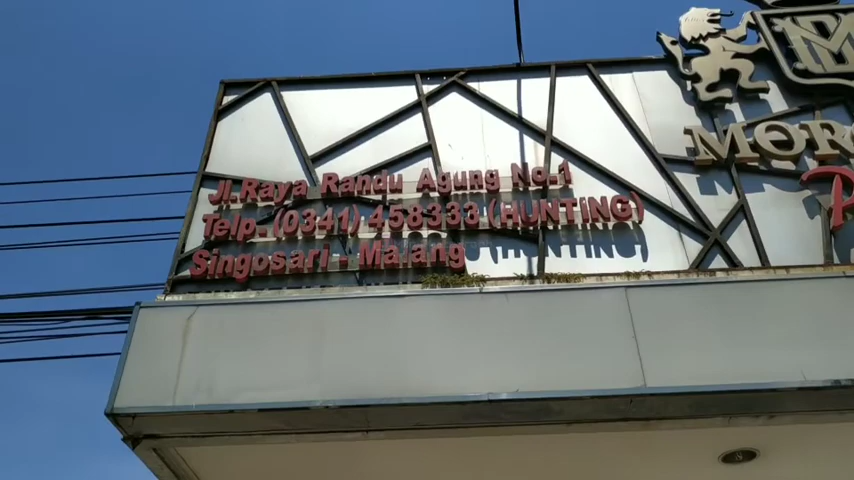 Jl. Raya Randu Agung No.1
Telp. (0341) 458333 (HUNTING)
Singosari - Malang